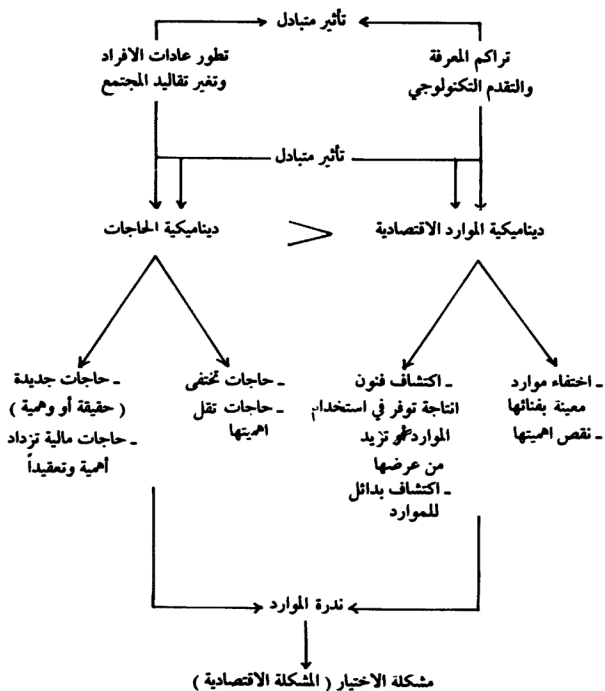 تأثير متبادل
تراكم المعرفة
والتقدم التكنولوجي
تطور عادات الافراد
وتغير تقاليد المجتمع
تأثير متبادل
ديناميكية الموارد الاقتصادية
>
ديناميكية الحاجات
ـ اختفاء موارد
معينة بفنائها
ـ نقص اهميتها
ـ اكتشاف فنون
انتاجة توفر في استخدام
الموارد تزيد
من عرضها
ـ اكتشاف بدائل
للموارد
ـ حاجات تختفى
ـ حاجات تقل
اهميتها
ـ حاجات جديدة
( حقيقة أو وهمية )
ـ حاجات مالية تزداد
أهمية وتعقيداً
ندرة الموارد
مشكلة الاختيار ( المشكلة الاقتصادية )